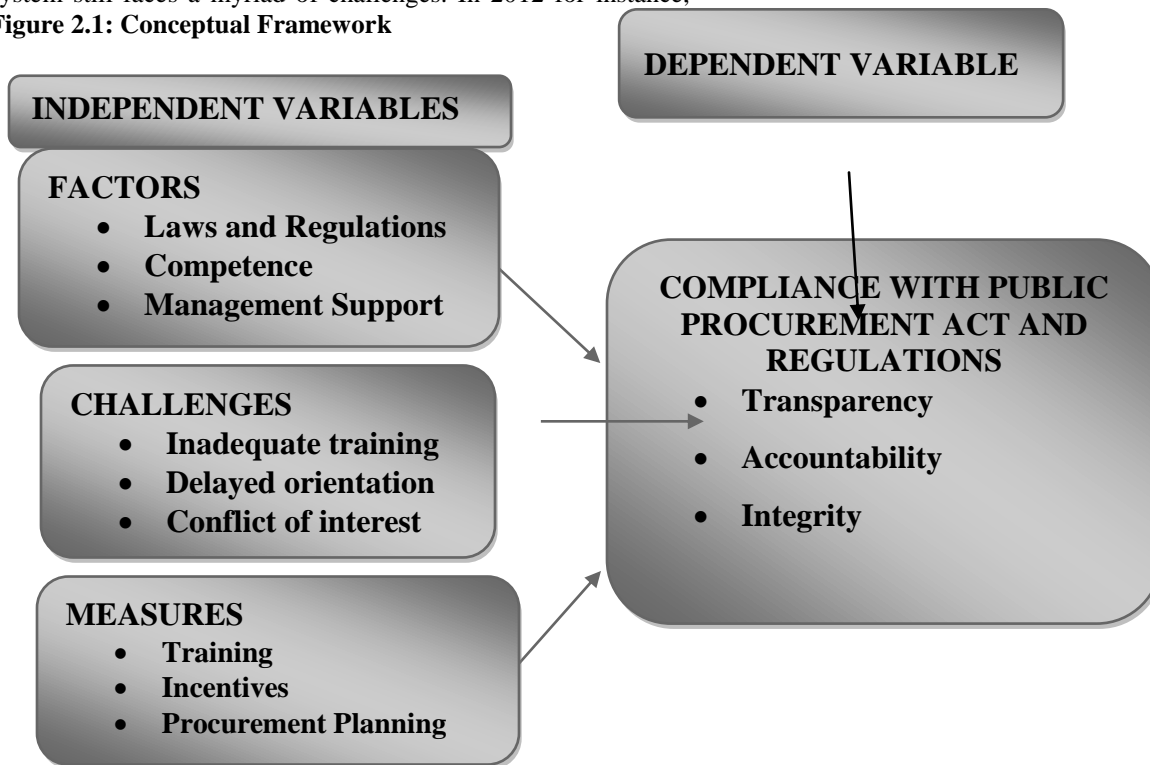 system still faces a myriad of challenges. In 2012 for instance,
Figure 2.1: Conceptual Framework
DEPENDENT VARIABLE
INDEPENDENT VARIABLES
FACTORS
• Laws and Regulations
• Competence
• Management Support
CHALLENGES
• Inadequate training
• Delayed orientation
• Conflict of interest
MEASURES
• Training
• Incentives
• Procurement Planning
COMPLIANCE WITH PUBLIC
PROCUREMENT ACT AND
REGULATIONS
• Transparency
• Accountability
• Integrity